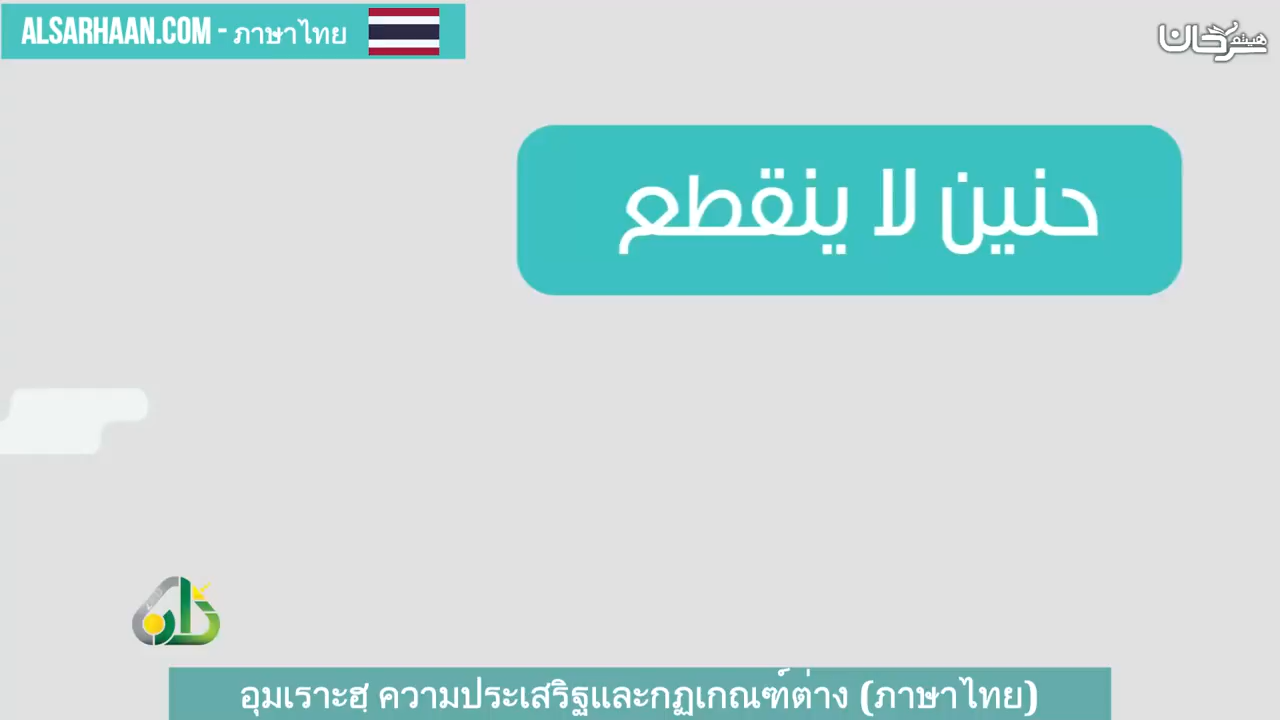 ALSARHAAN.COM - ภาษาไทย
هيثم سرحان
حنين لا ينقطع
อุมเราะฮฺ ความประเสริฐและกฏเกณฑ์ต่าง (ภาษาไทย)